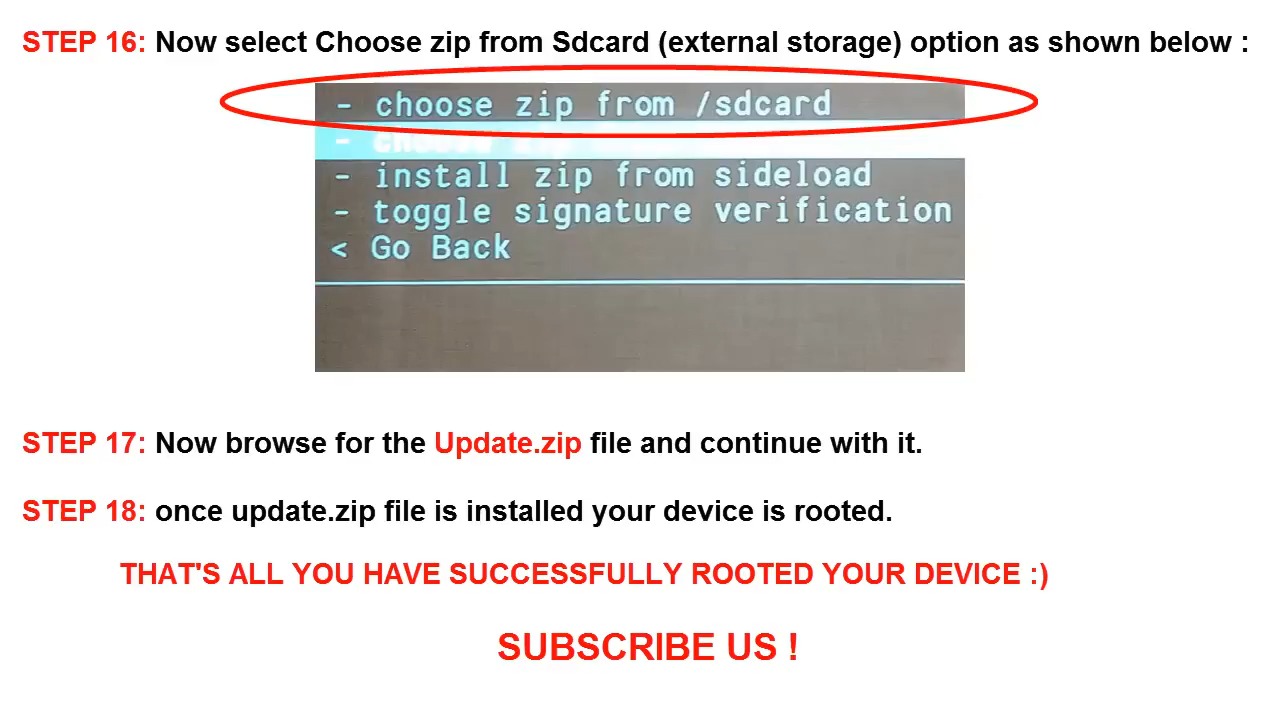 STEP 16: Now select Choose zip from Sdcard (external storage) option as shown below :
- choose zip from /sdcard
- choose zip
- install zip from sideload
- toggle signature verification
< Go Back
STEP 17: Now browse for the Update.zip file and continue with it.
STEP 18: once update.zip file is installed your device is rooted.
THAT'S ALL YOU HAVE SUCCESSFULLY ROOTED YOUR DEVICE :)
SUBSCRIBE US !